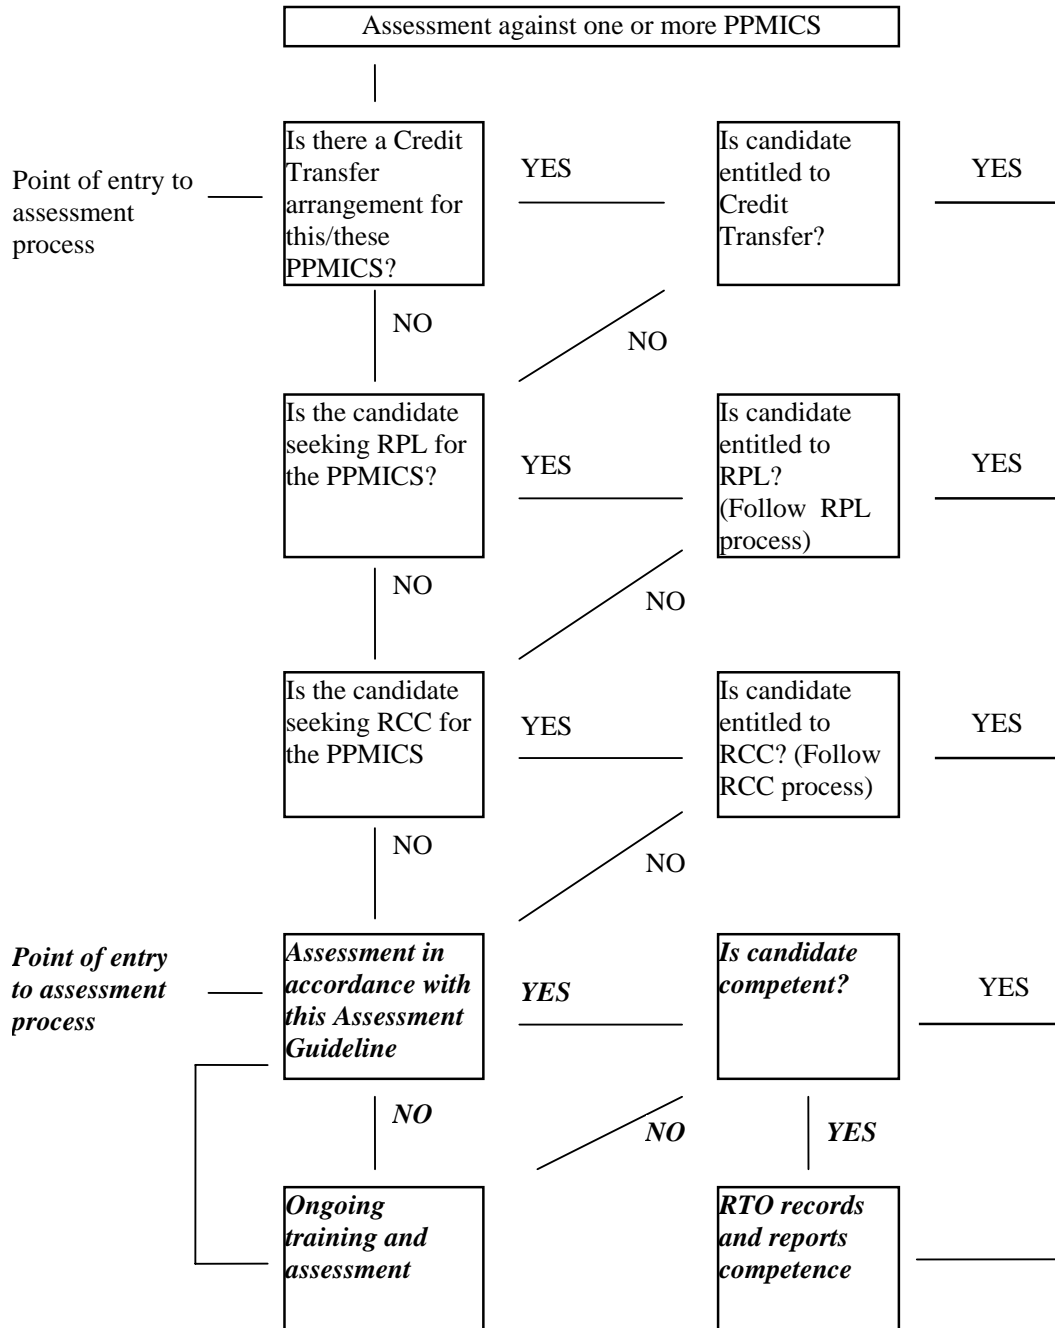 Assessment against one or more PPMICS
Point of entry to
assessment
process
Is there a Credit
Transfer
arrangement for
this/these
PPMICS?
YES
Is candidate
entitled to
Credit
Transfer?
YES
NO
NO
Is the candidate
seeking RPL for
the PPMICS?
YES
Is candidate
entitled to
RPL?
(Follow RPL
process)
YES
NO
NO
Is the candidate
seeking RCC for
the PPMICS
YES
Is candidate
entitled to
RCC? (Follow
RCC process)
YES
NO
NO
Point of entry
to assessment
process
Assessment in
accordance with
this Assessment
Guideline
YES
Is candidate
competent?
YES
NO
NO
YES
Ongoing
training and
assessment
RTO records
and reports
competence